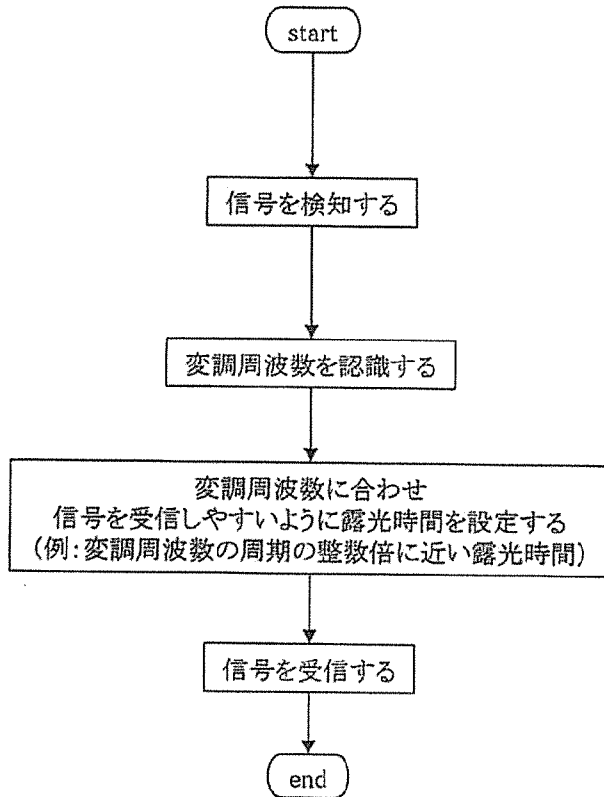 start
信号を検知する
変調周波数を認識する
変調周波数に合わせ
信号を受信しやすいように露光時間を設定する
(例:変調周波数の周期の整数倍に近い露光時間)
信号を受信する
end